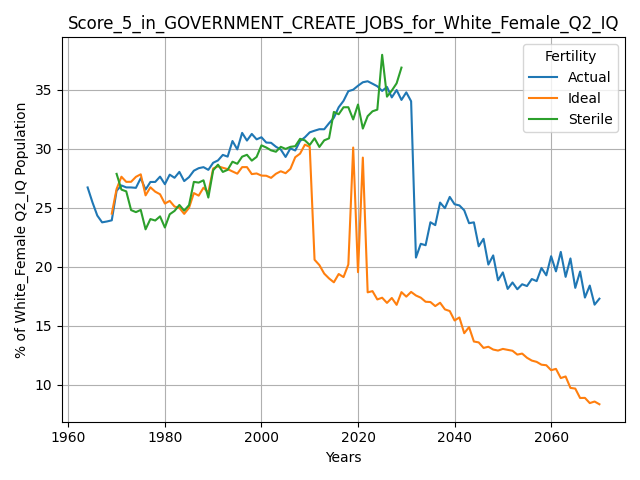 Score_5_in_GOVERNMENT_CREATE_JOBS_for_White_Female_Q2_IQ
Fertility
Actual
Ideal
Sterile
% of White_Female Q2_IQ Population
35
30
25
20
15
10
1960
1980
2000
2020
2040
2060
Years